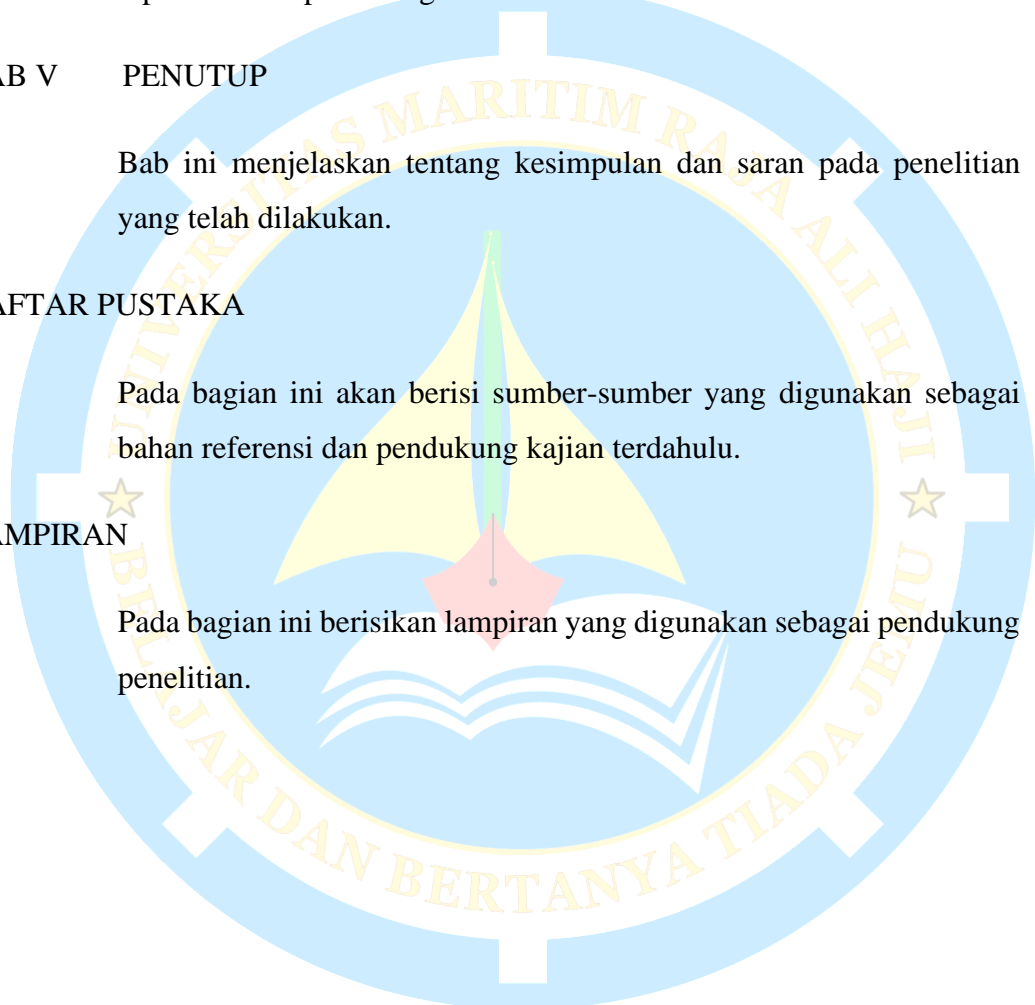 AB V PENUTUP
Bab ini menjelaskan tentang kesimpulan dan saran pada penelitian
yang telah dilakukan.
AFTAR PUSTAKA
Pada bagian ini akan berisi sumber-sumber yang digunakan sebagai
bahan referensi dan pendukung kajian terdahulu.
AMPIRAN
Pada bagian ini berisikan lampiran yang digunakan sebagai pendukung
penelitian.
UNIVERSITAS MARITIM RAJA ALI HAJI
BELAJAR DAN BERTANYA TIADA JEMU